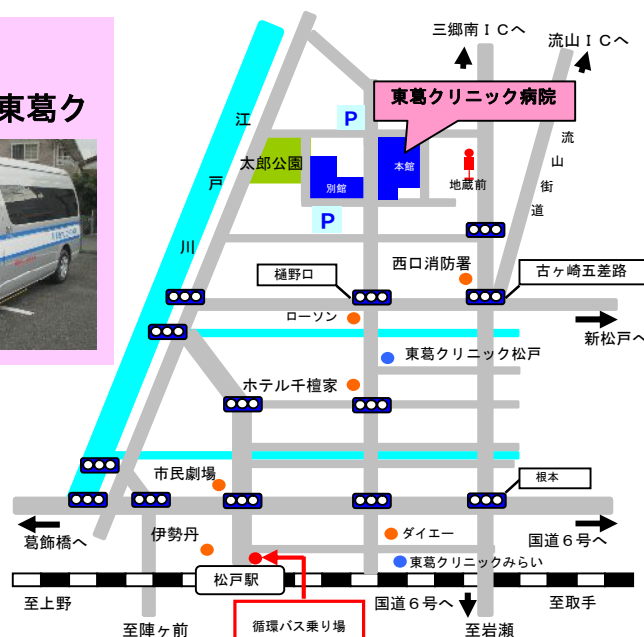 三郷南ＩＣへ
流山ＩＣへ
東葛ク
東葛クリニック病院
P
江戸川
流山街道
太郎公園
本館
別館
地蔵前
P
西口消防署
樋野口
古ヶ崎五差路
ローソン
新松戸へ
東葛クリニック松戸
ホテル千檀家
市民劇場
根本
葛飾橋へ
伊勢丹
ダイエー
国道６号へ
東葛クリニックみらい
松戸駅
至上野
国道６号へ
至取手
循環バス乗り場
至陣ヶ前
至岩瀬